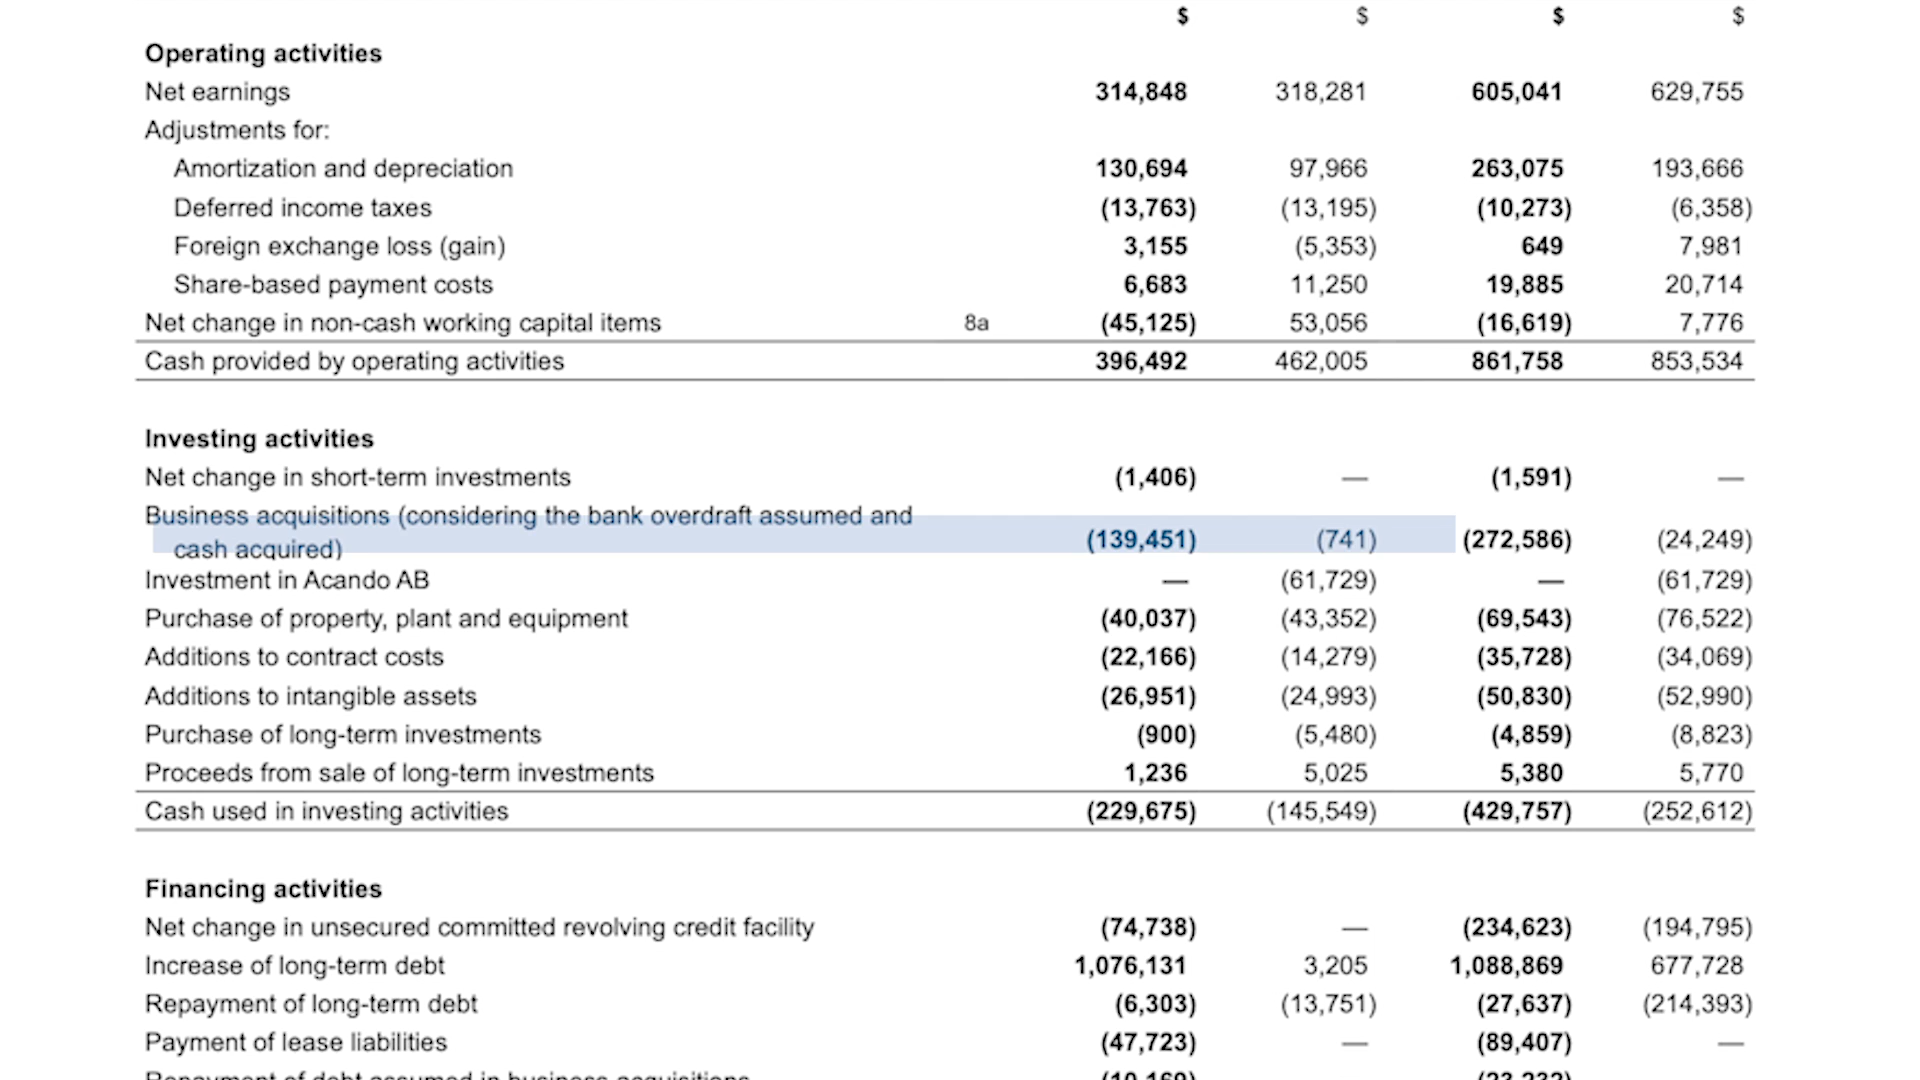 $ $ $ $
Operating activities
Net earnings 314,848 318,281 605,041 629,755
Adjustments for:
Amortization and depreciation 130,694 97,966 263,075 193,666
Deferred income taxes (13,763) (13,195) (10,273) (6,358)
Foreign exchange loss (gain) 3,155 (5,353) 649 7,981
Share-based payment costs 6,683 11,250 19,885 20,714
Net change in non-cash working capital items 8a (45,125) 53,056 (16,619) 7,776
Cash provided by operating activities 396,492 462,005 861,758 853,534
Investing activities
Net change in short-term investments (1,406) — (1,591) —
Business acquisitions (considering the bank overdraft assumed and
cash acquired) (139,451) (741) (272,586) (24,249)
Investment in Acando AB — (61,729) — (61,729)
Purchase of property, plant and equipment (40,037) (43,352) (69,543) (76,522)
Additions to contract costs (22,166) (14,279) (35,728) (34,069)
Additions to intangible assets (26,951) (24,993) (50,830) (52,990)
Purchase of long-term investments (900) (5,480) (4,859) (8,823)
Proceeds from sale of long-term investments 1,236 5,025 5,380 5,770
Cash used in investing activities (229,675) (145,549) (429,757) (252,612)
Financing activities
Net change in unsecured committed revolving credit facility (74,738) — (234,623) (194,795)
Increase of long-term debt 1,076,131 3,205 1,088,869 677,728
Repayment of long-term debt (6,303) (13,751) (27,637) (214,393)
Payment of lease liabilities (47,723) — (89,407) —
Repayment of debt assumed in business acquisitions (10,169) — (23,232) —